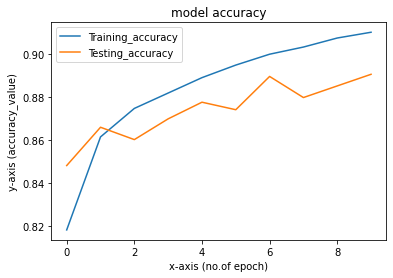 model accuracy
Training_accuracy
Testing_accuracy
y-axis (accuracy_value)
0.90
0.88
0.86
0.84
0.82
0 2 4 6 8
x-axis (no.of epoch)